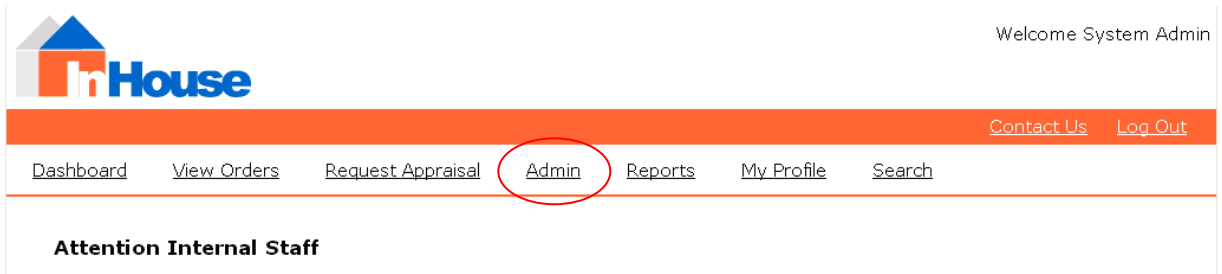 Welcome System Admin
InHouse
Contact Us Log Out
Dashboard View Orders Request Appraisal Admin Reports My Profile Search
Attention Internal Staff